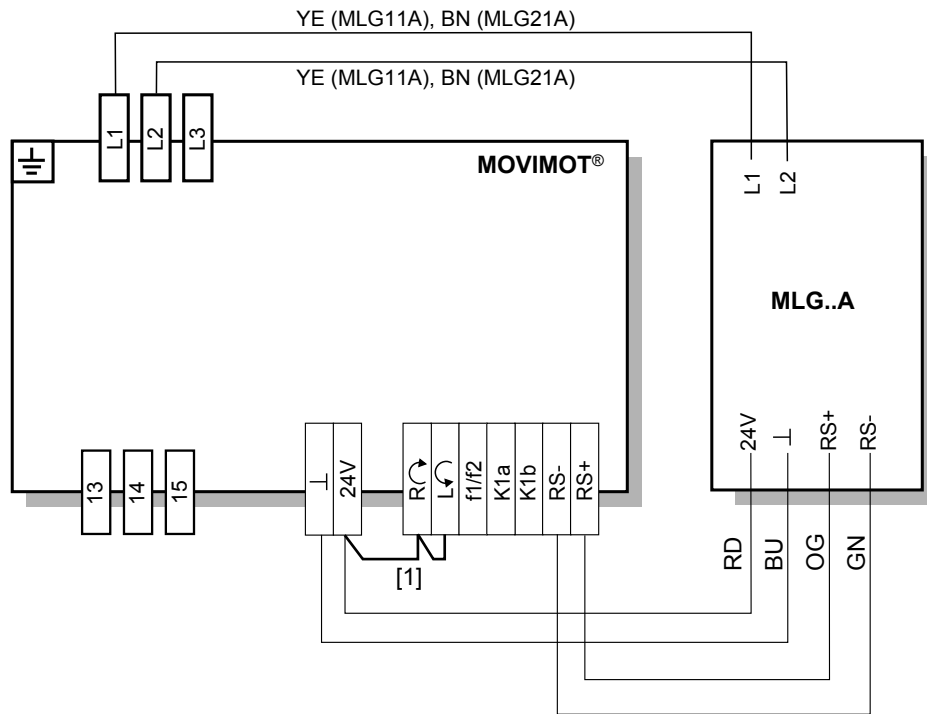 YE (MLG11A), BN (MLG21A)
YE (MLG11A), BN (MLG21A)
L1
L2
L3
MOVIMOT®
L1
L2
MLG..A
13
14
15
⊥
24V
R
L
f1/f2
K1a
K1b
RS-
RS+
[1]
24V
⊥
RS+
RS-
RD
BU
OG
GN